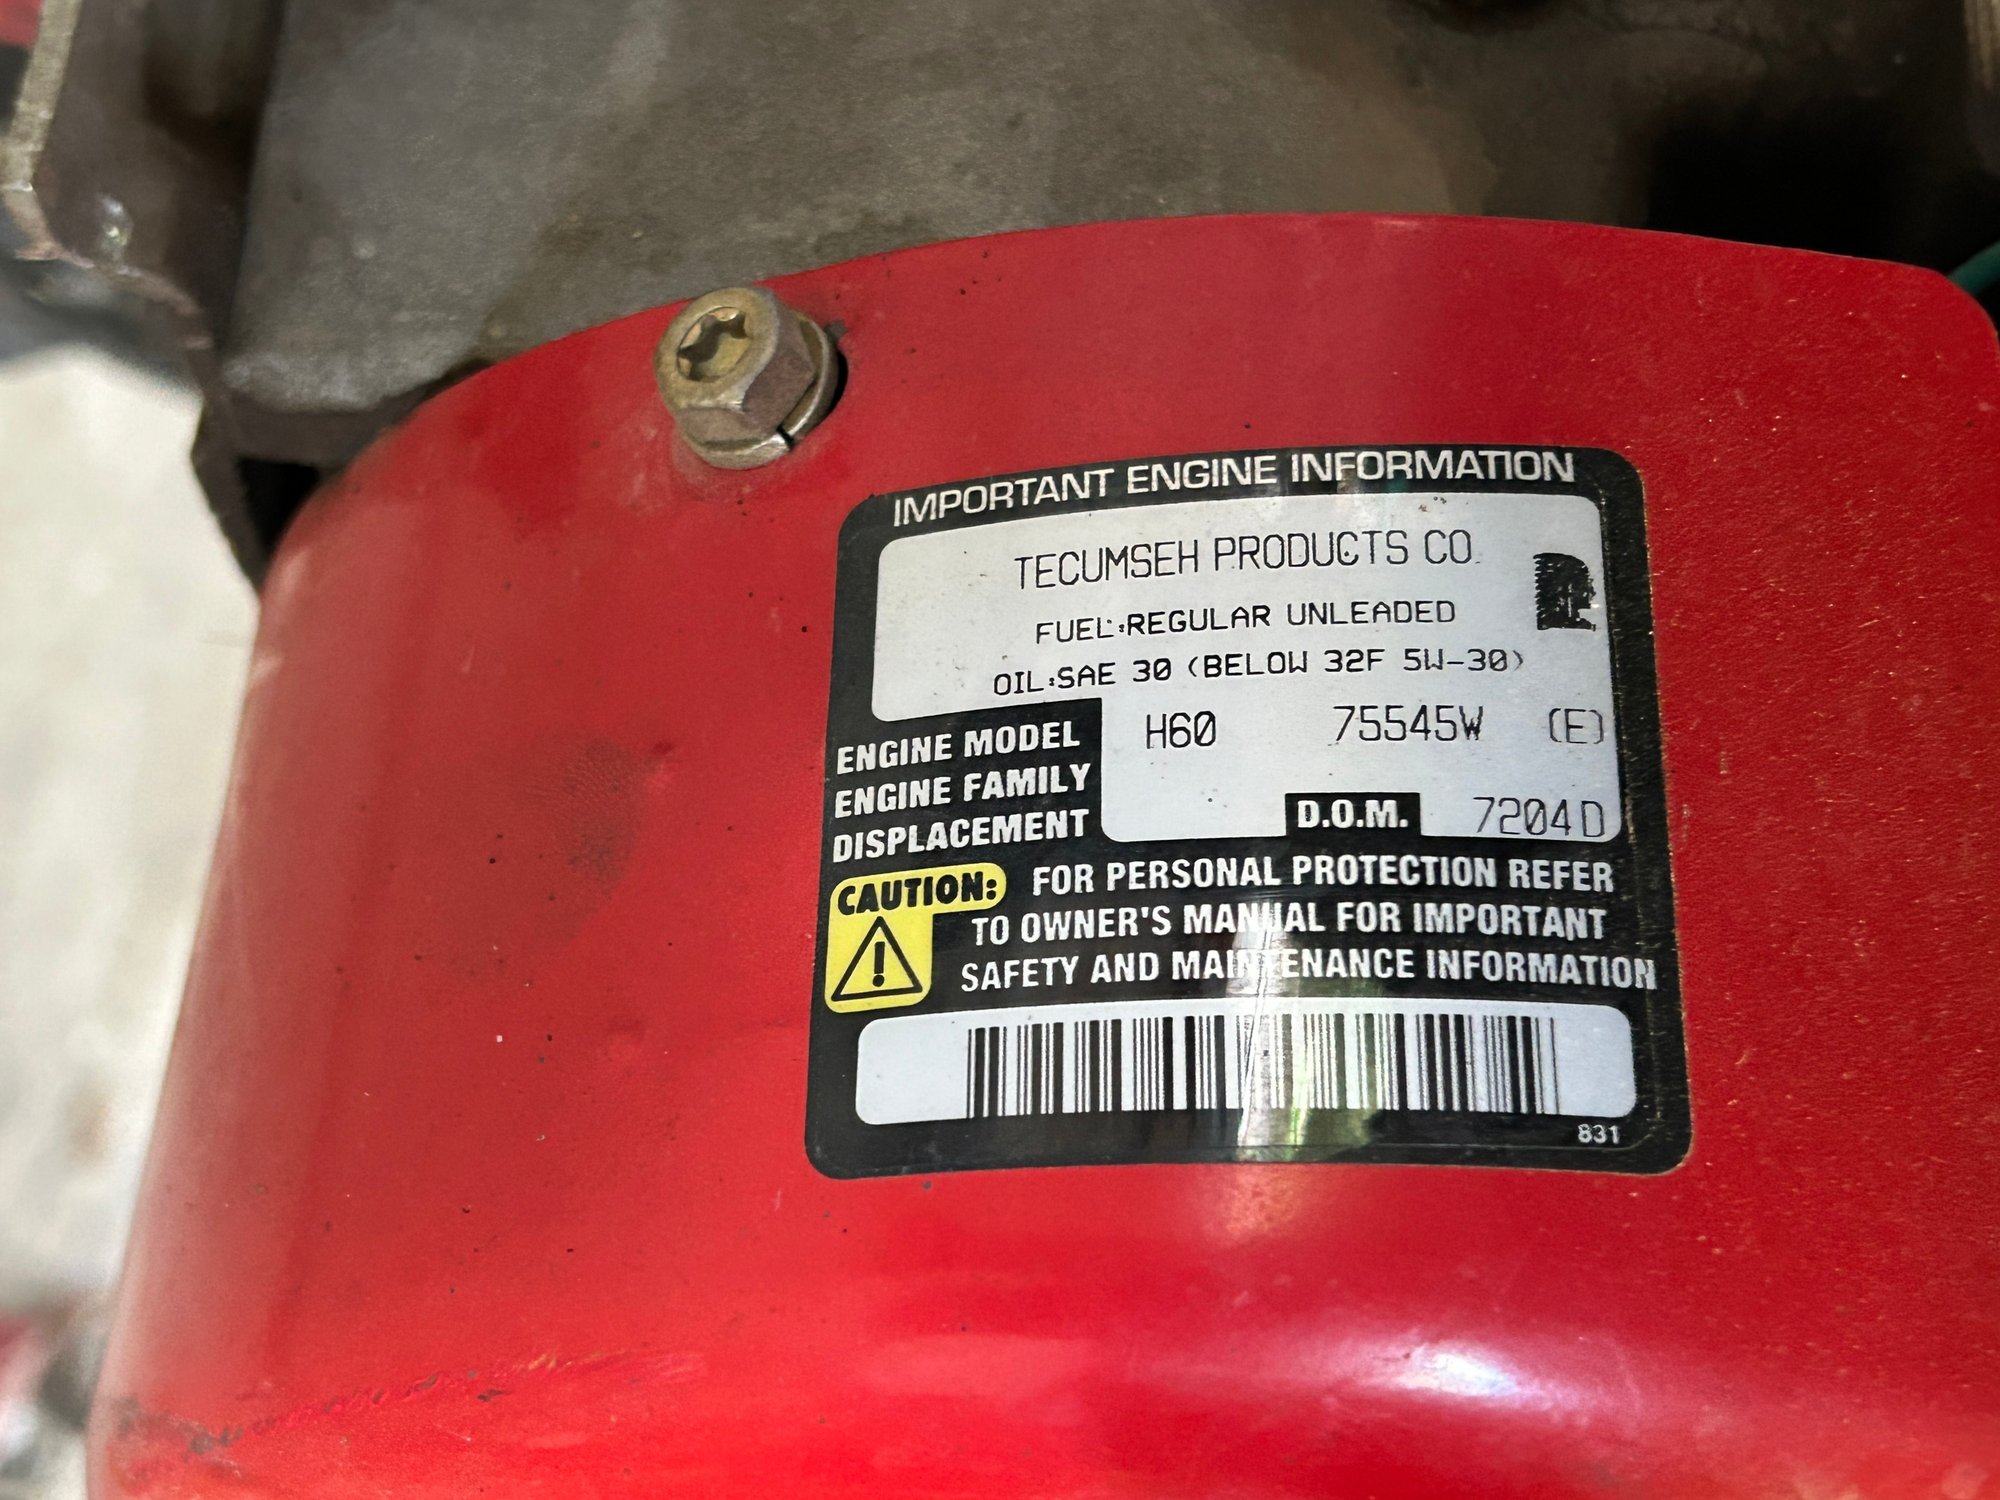 IMPORTANT ENGINE INFORMATION
TECUMSEH PRODUCTS CO.
FUEL:REGULAR UNLEADED
OIL:SAE 30 (BELOW 32F 5W-30)
ENGINE MODEL H60 75545W (E)
ENGINE FAMILY
DISPLACEMENT D.O.M. 7204D
CAUTION: FOR PERSONAL PROTECTION REFER
TO OWNER'S MANUAL FOR IMPORTANT
SAFETY AND MAINTENANCE INFORMATION
831